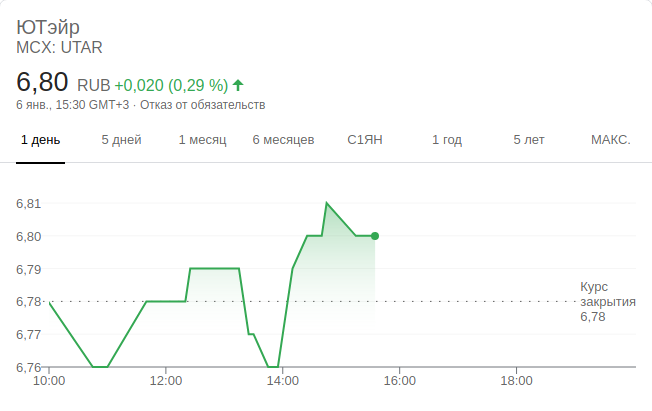 ЮТэйр
MCX: UTAR
6,80 RUB +0,020 (0,29 %)
6 янв., 15:30 GMT+3 · Отказ от обязательств
1 день 5 дней 1 месяц 6 месяцев С1ЯН 1 год 5 лет МАКС.
6,81
6,80
6,79
Курс
6,78 закрытия
6,78
6,77
6,76
10:00 12:00 14:00 16:00 18:00